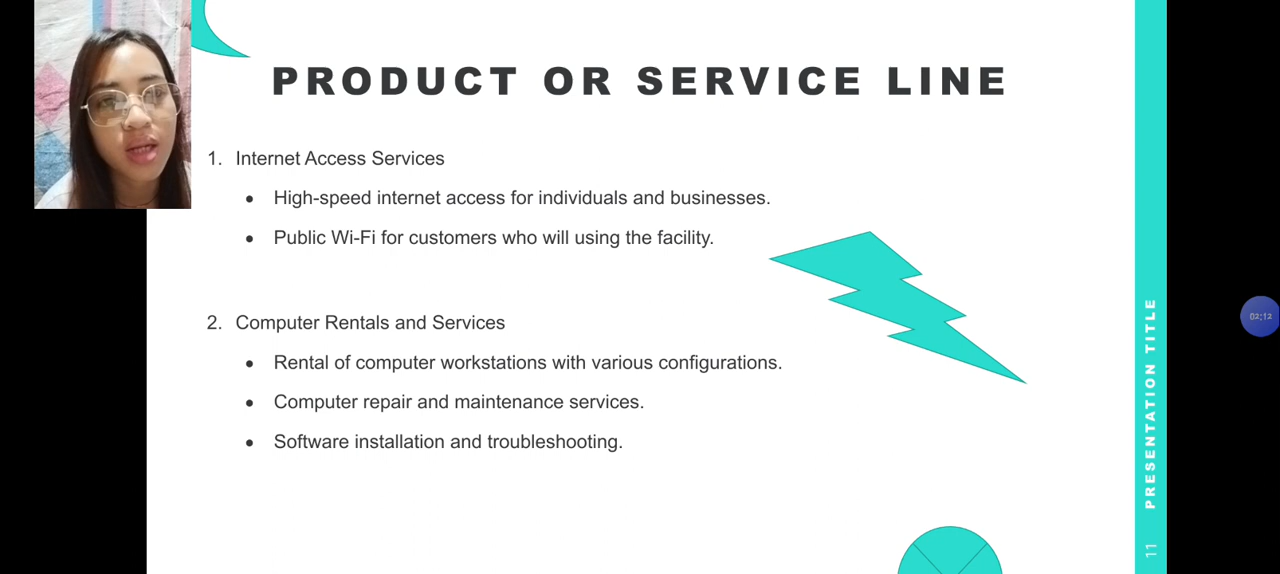 PRODUCT OR SERVICE LINE
1. Internet Access Services
• High-speed internet access for individuals and businesses.
• Public Wi-Fi for customers who will using the facility.
2. Computer Rentals and Services
• Rental of computer workstations with various configurations.
• Computer repair and maintenance services.
• Software installation and troubleshooting.
PRESENTATION TITLE
11
02:12